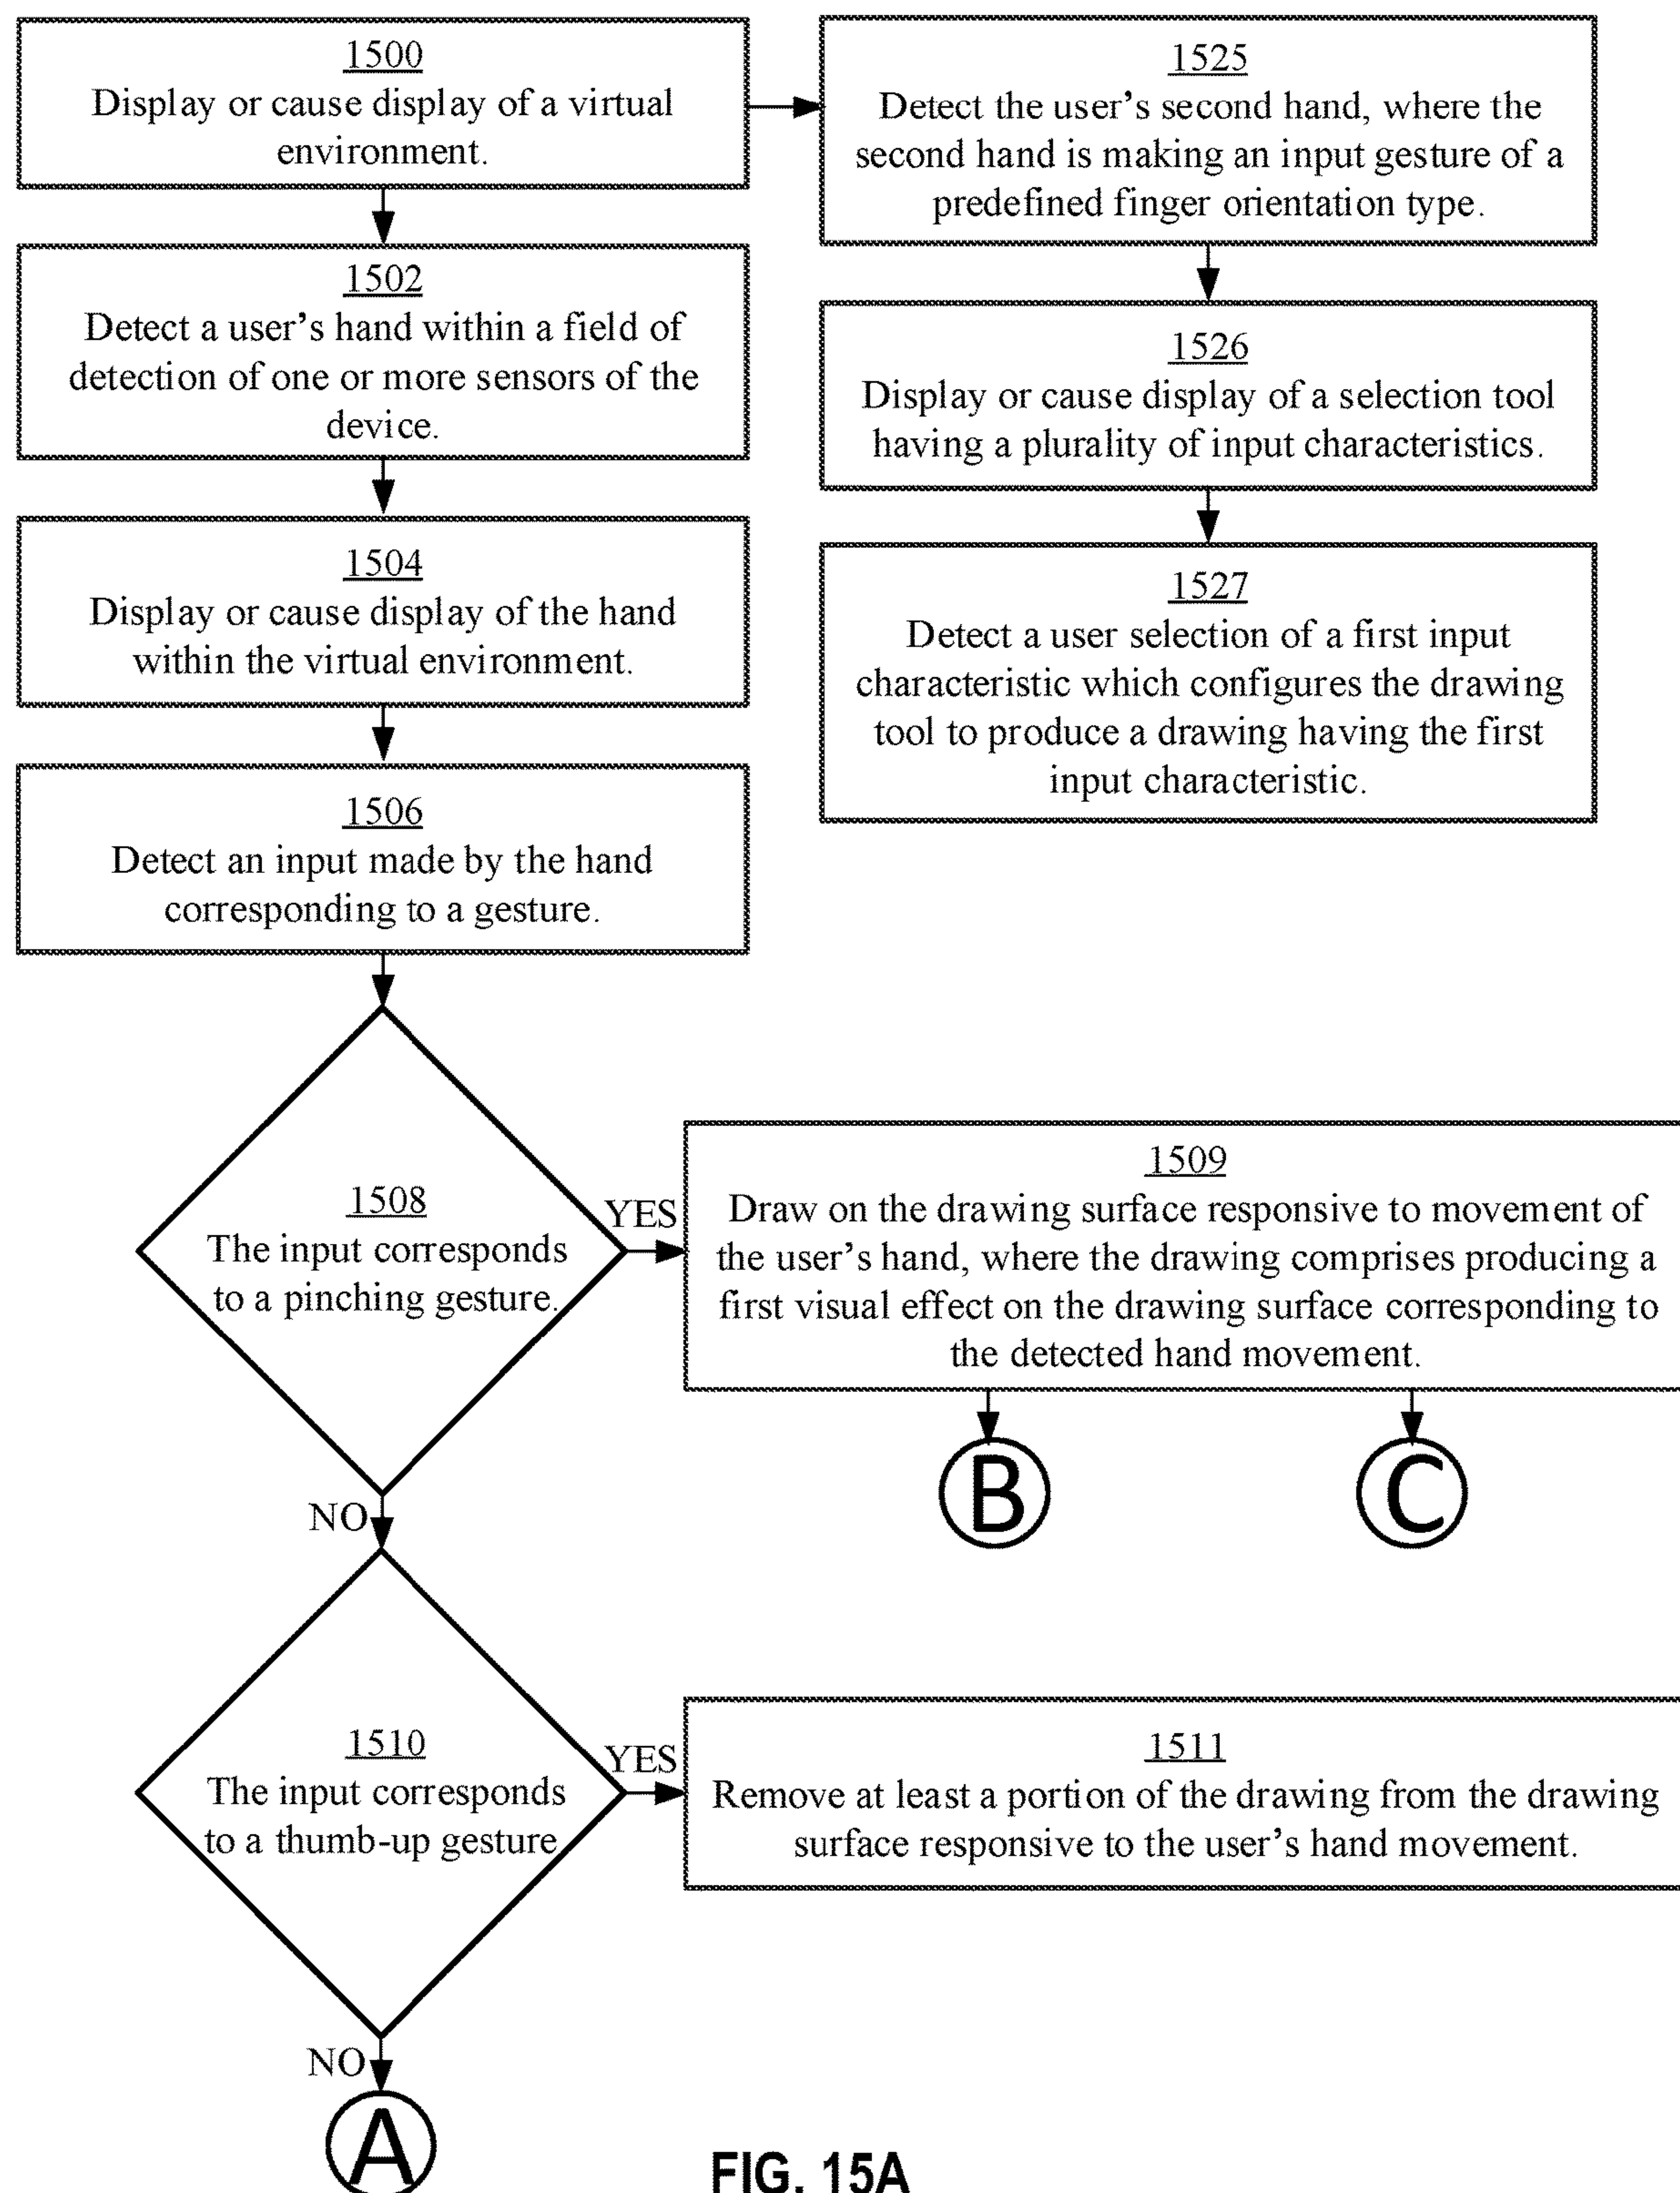 1500
Display or cause display of a virtual
environment.
1502
Detect a user's hand within a field of
detection of one or more sensors of the
device.
1504
Display or cause display of the hand
within the virtual environment.
1506
Detect an input made by the hand
corresponding to a gesture.
1525
Detect the user's second hand, where the
second hand is making an input gesture of a
predefined finger orientation type.
1526
Display or cause display of a selection tool
having a plurality of input characteristics.
1527
Detect a user selection of a first input
characteristic which configures the drawing
tool to produce a drawing having the first
input characteristic.
1508
The input corresponds
to a pinching gesture.
YES
1509
Draw on the drawing surface responsive to movement of
the user's hand, where the drawing comprises producing a
first visual effect on the drawing surface corresponding to
the detected hand movement.
B
C
NO
1510
The input corresponds
to a thumb-up gesture
YES
1511
Remove at least a portion of the drawing from the drawing
surface responsive to the user's hand movement.
NO
A
FIG. 15A